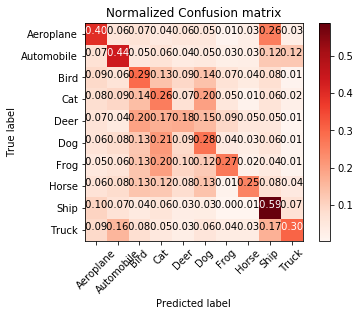 Normalized Confusion matrix
True label
Aeroplane 0.40 0.06 0.07 0.04 0.06 0.05 0.01 0.03 0.26 0.03
Automobile 0.07 0.44 0.05 0.06 0.04 0.05 0.03 0.03 0.12 0.12
Bird 0.09 0.06 0.29 0.13 0.09 0.14 0.07 0.04 0.08 0.01
Cat 0.08 0.09 0.14 0.26 0.07 0.20 0.05 0.01 0.06 0.02
Deer 0.07 0.04 0.20 0.17 0.18 0.15 0.09 0.05 0.05 0.01
Dog 0.06 0.08 0.13 0.21 0.09 0.28 0.04 0.03 0.06 0.01
Frog 0.05 0.06 0.13 0.20 0.10 0.12 0.27 0.02 0.04 0.01
Horse 0.06 0.08 0.13 0.12 0.08 0.13 0.01 0.25 0.08 0.04
Ship 0.10 0.07 0.04 0.06 0.03 0.03 0.00 0.01 0.59 0.07
Truck 0.09 0.16 0.08 0.05 0.03 0.06 0.04 0.03 0.17 0.30
Aeroplane Automobile Bird Cat Deer Dog Frog Horse Ship Truck
Predicted label
0.5
0.4
0.3
0.2
0.1